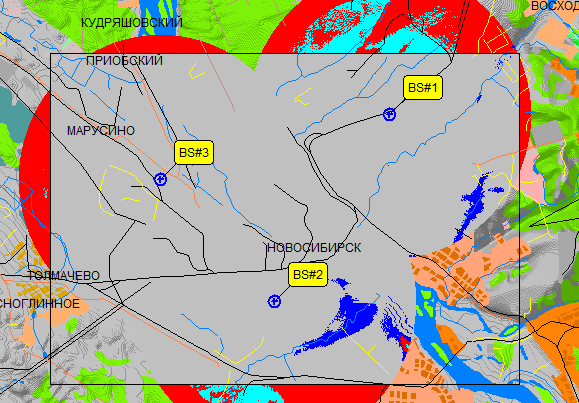 ВОСХОД
КУДРЯШОВСКИЙ
ПРИОБСКИЙ
BS#1
МАРУСИНО
BS#3
НОВОСИБИРСК
BS#2
ТОЛМАЧЕВО
СНОГЛИННОЕ